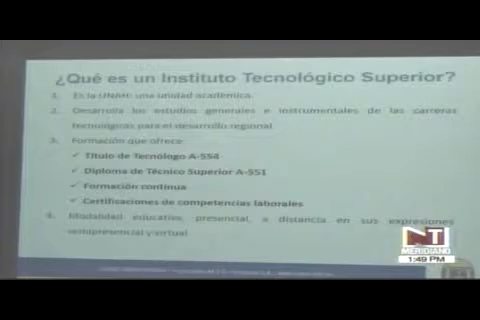 ¿Qué es un Instituto Tecnológico Superior?
1. Es la UNAH: una unidad académica.
2. Desarrolla los estudios generales e instrumentales de las carreras
tecnológicas para el desarrollo regional
3. Formación que ofrece:
✓ Título de Tecnólogo A-554
✓ Diploma de Técnico Superior A-551
✓ Formación continua
✓ Certificaciones de competencias laborales
4. Modalidad educativa, presencial, a distancia en sus expresiones
semipresencial y virtual
NT
MERIDIANO
1:49 PM